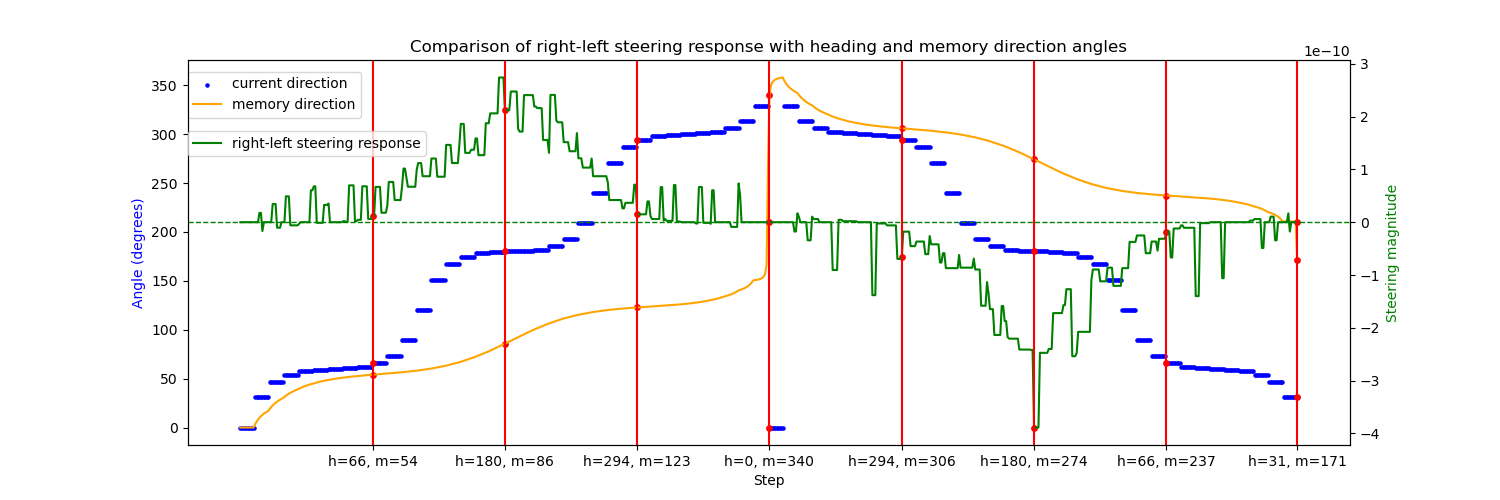 Comparison of right-left steering response with heading and memory direction angles
1e−10
current direction
memory direction
right-left steering response
350
300
250
200
150
100
50
0
Angle (degrees)
3
2
1
0
−1
−2
−3
−4
Steering magnitude
h=66, m=54 h=180, m=86 h=294, m=123 h=0, m=340 h=294, m=306 h=180, m=274 h=66, m=237 h=31, m=171
Step